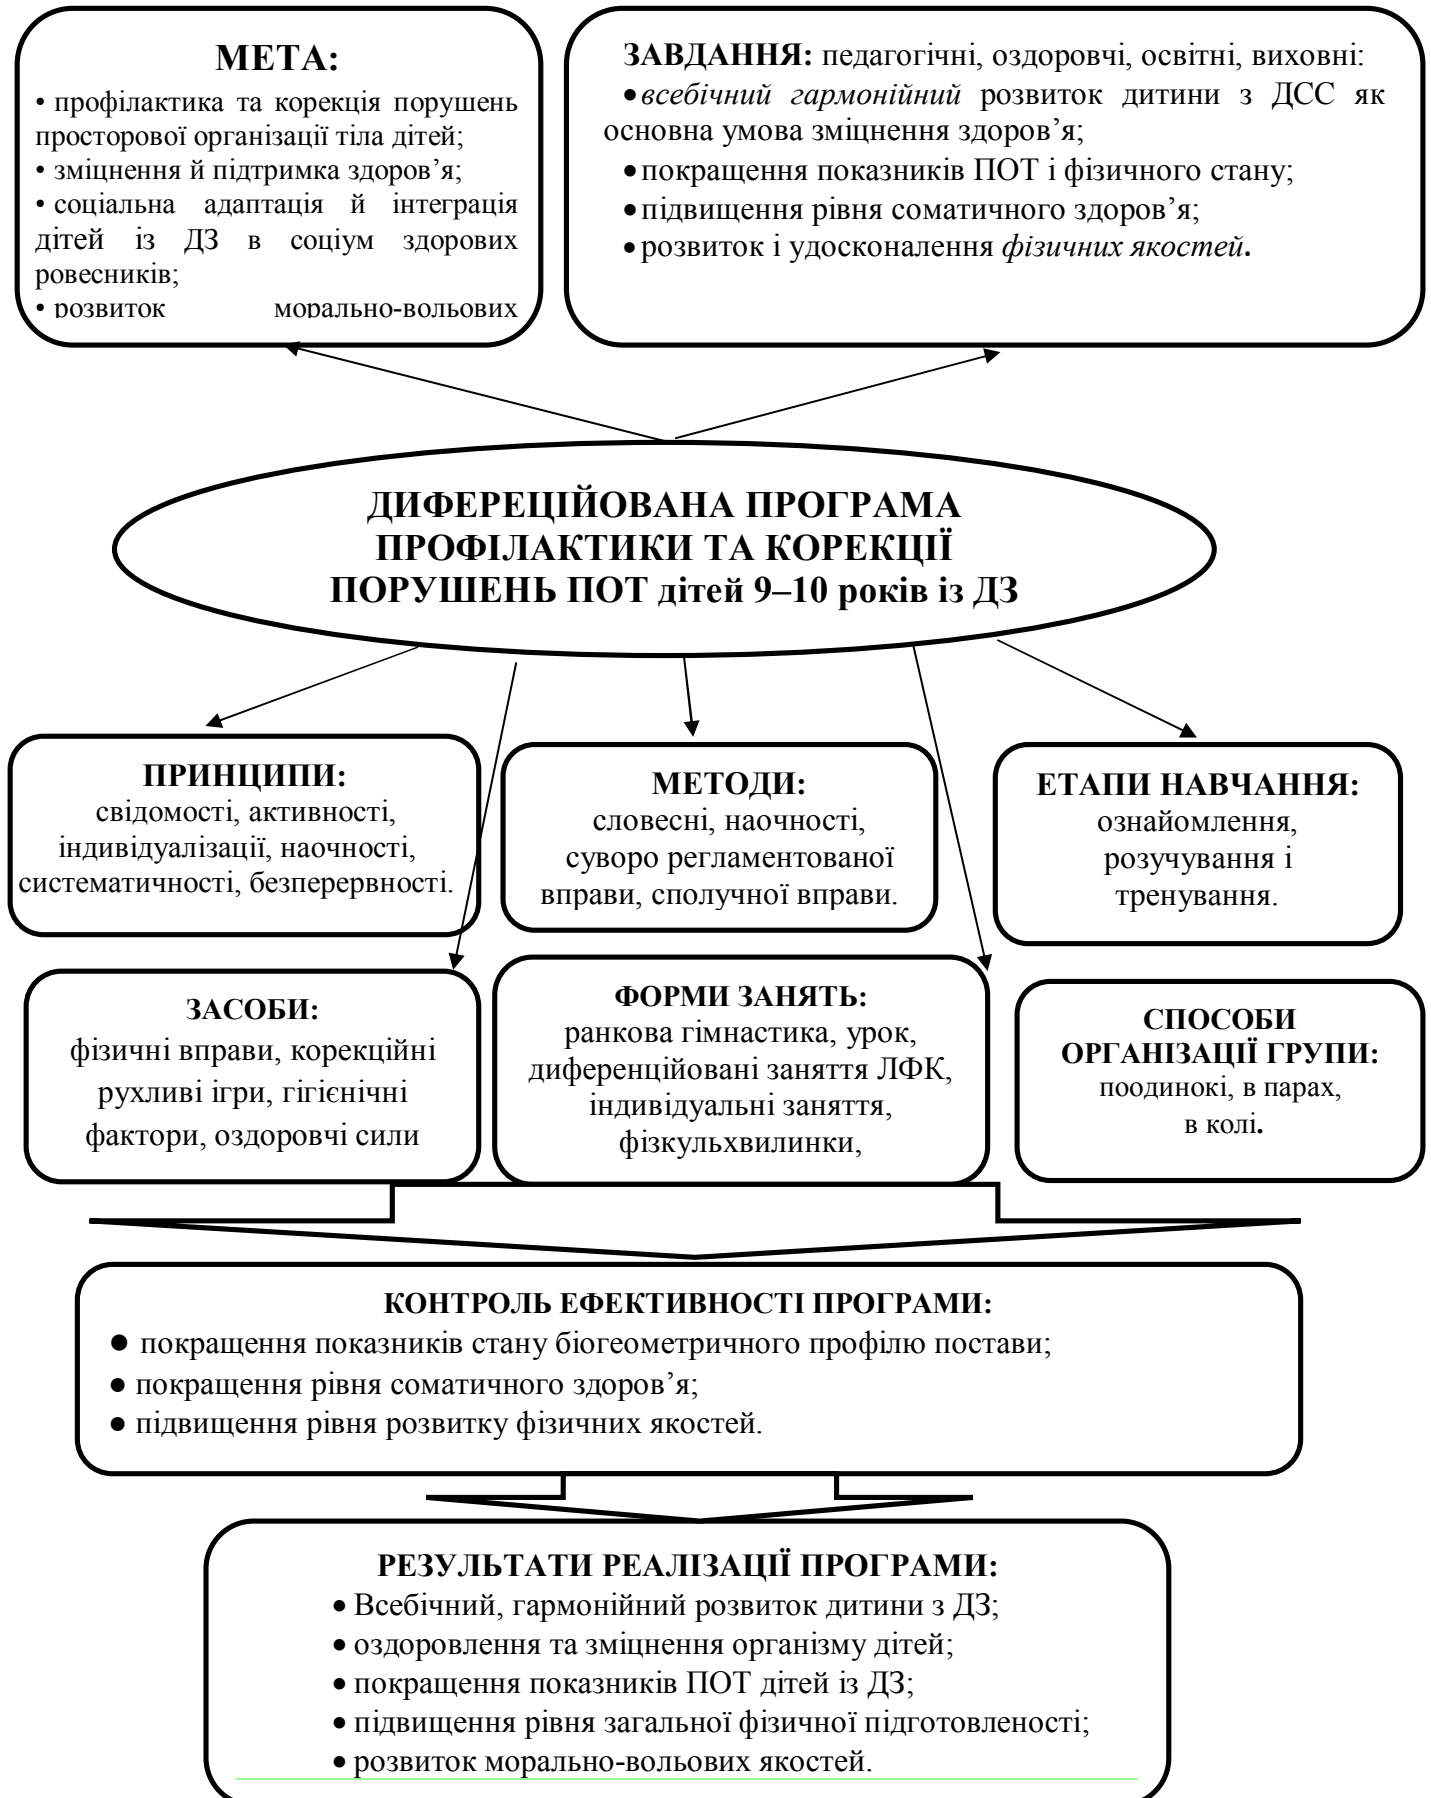 МЕТА:
• профілактика та корекція порушень
просторової організації тіла дітей;
• зміцнення й підтримка здоров’я;
• соціальна адаптація й інтеграція
дітей із ДЗ в соціум здорових
ровесників;
• розвиток морально-вольових
ЗАВДАННЯ: педагогічні, оздоровчі, освітні, виховні:
•всебічний гармонійний розвиток дитини з ДСС як
основна умова зміцнення здоров’я;
•покращення показників ПОТ і фізичного стану;
•підвищення рівня соматичного здоров’я;
•розвиток і удосконалення фізичних якостей.
ДИФЕРЕЦІЙОВАНА ПРОГРАМА
ПРОФІЛАКТИКИ ТА КОРЕКЦІЇ
ПОРУШЕНЬ ПОТ дітей 9–10 років із ДЗ
ПРИНЦИПИ:
свідомості, активності,
індивідуалізації, наочності,
систематичності, безперервності.
МЕТОДИ:
словесні, наочності,
суворо регламентованої
вправи, сполучної вправи.
ЕТАПИ НАВЧАННЯ:
ознайомлення,
розучування і
тренування.
ЗАСОБИ:
фізичні вправи, корекційні
рухливі ігри, гігієнічні
фактори, оздоровчі сили
ФОРМИ ЗАНЯТЬ:
ранкова гімнастика, урок,
диференційовані заняття ЛФК,
індивідуальні заняття,
фізкульхвилинки,
СПОСОБИ
ОРГАНІЗАЦІЇ ГРУПИ:
поодинокі, в парах,
в колі.
КОНТРОЛЬ ЕФЕКТИВНОСТІ ПРОГРАМИ:
● покращення показників стану біогеометричного профілю постави;
● покращення рівня соматичного здоров’я;
● підвищення рівня розвитку фізичних якостей.
РЕЗУЛЬТАТИ РЕАЛІЗАЦІЇ ПРОГРАМИ:
• Всебічний, гармонійний розвиток дитини з ДЗ;
• оздоровлення та зміцнення організму дітей;
• покращення показників ПОТ дітей із ДЗ;
• підвищення рівня загальної фізичної підготовленості;
• розвиток морально-вольових якостей.